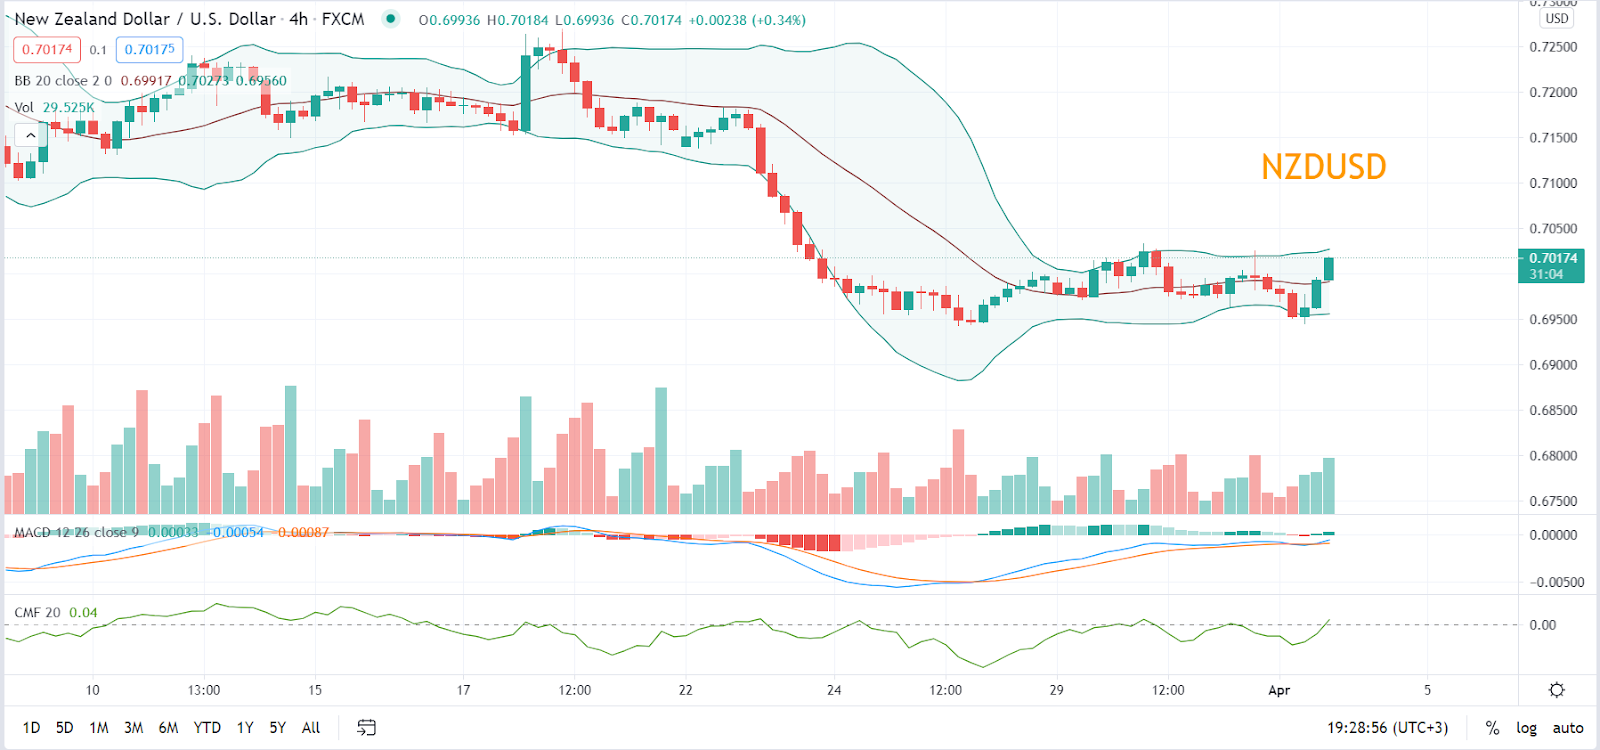 New Zealand Dollar / U.S. Dollar · 4h · FXCM O0.69936 H0.70184 L0.69936 C0.70174 +0.00238 (+0.34%)
0.70174 0.1 0.70175
BB 20 close 2 0 0.69917 0.70273 0.69560
Vol 29.525K
NZDUSD
0.73000
USD
0.72500
0.72000
0.71500
0.71000
0.70500
0.70174
31:04
0.69500
0.69000
0.68500
0.68000
0.67500
MACD 12 26 close 9 0.00033 -0.00054 -0.00087
0.00000
−0.00500
CMF 20 0.04
0.00
10 13:00 15 17 12:00 22 24 12:00 29 12:00 Apr 5
1D 5D 1M 3M 6M YTD 1Y 5Y All 19:28:56 (UTC+3) % log auto